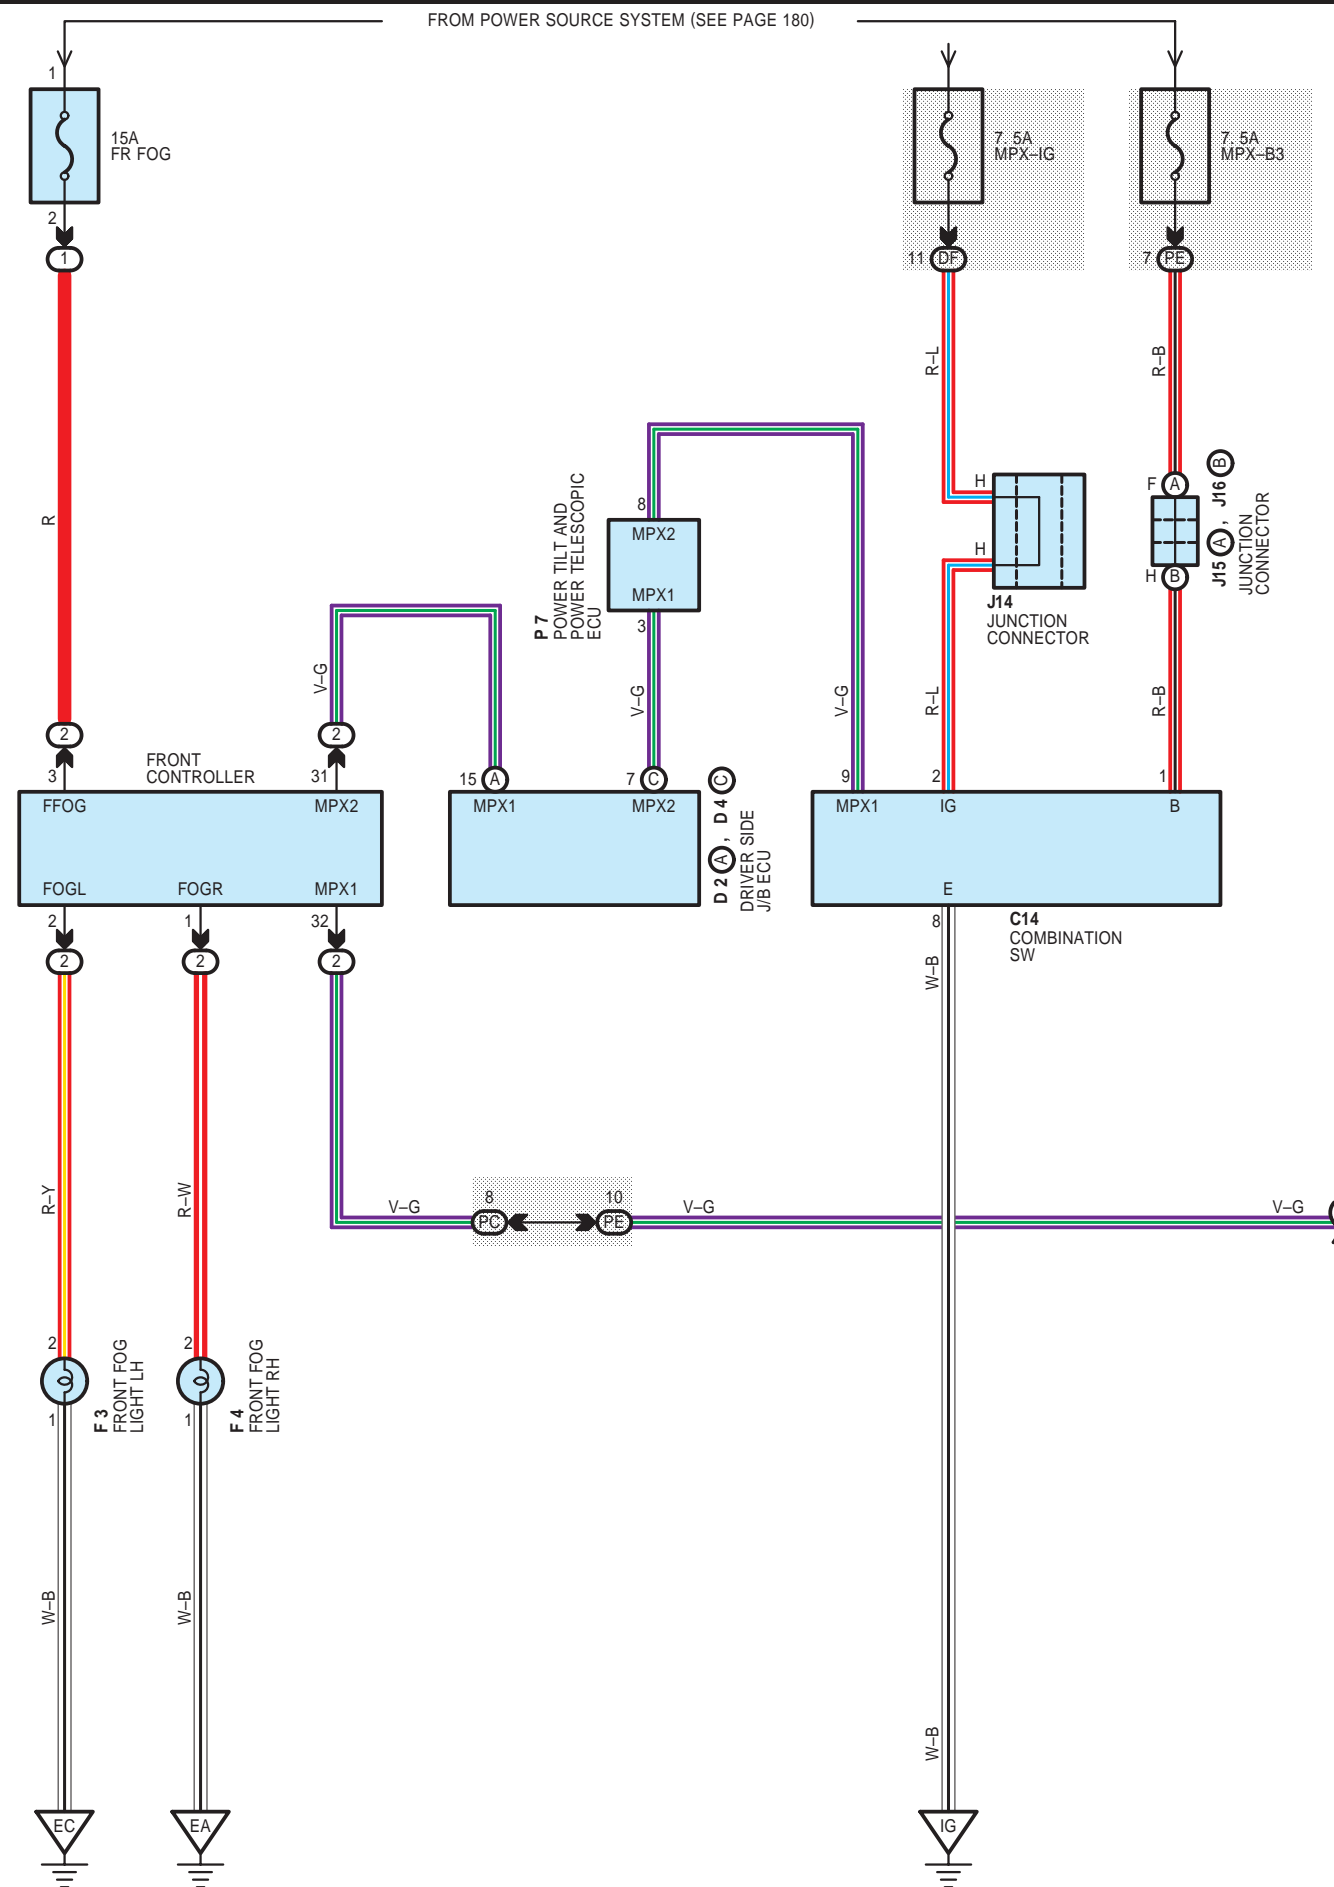 FROM POWER SOURCE SYSTEM (SEE PAGE 180)
1
15A
FR FOG
7. 5A
MPX–IG
7. 5A
MPX–B3
2
1
11 DF
7 PE
R
R–L
R–B
8
MPX2
MPX1
3
P 7
POWER TILT AND
POWER TELESCOPIC
ECU
H
H
J14
JUNCTION
CONNECTOR
F A
H B
J15 A , J16 B
JUNCTION
CONNECTOR
V–G
V–G
V–G
R–L
R–B
2
2
3
FRONT
CONTROLLER
31
15 A
7 C
9
2
1
FFOG
MPX2
MPX1
MPX2
MPX1
IG
B
FOGL
FOGR
MPX1
D 2 A , D 4 C
DRIVER SIDE
J/B ECU
E
2
1
32
8
C14
COMBINATION
SW
2
2
2
W–B
R–Y
R–W
V–G
8
PC
10
PE
V–G
V–G
2
2
F 3
FRONT FOG
LIGHT LH
F 4
FRONT FOG
LIGHT RH
1
1
W–B
W–B
W–B
EC
EA
IG